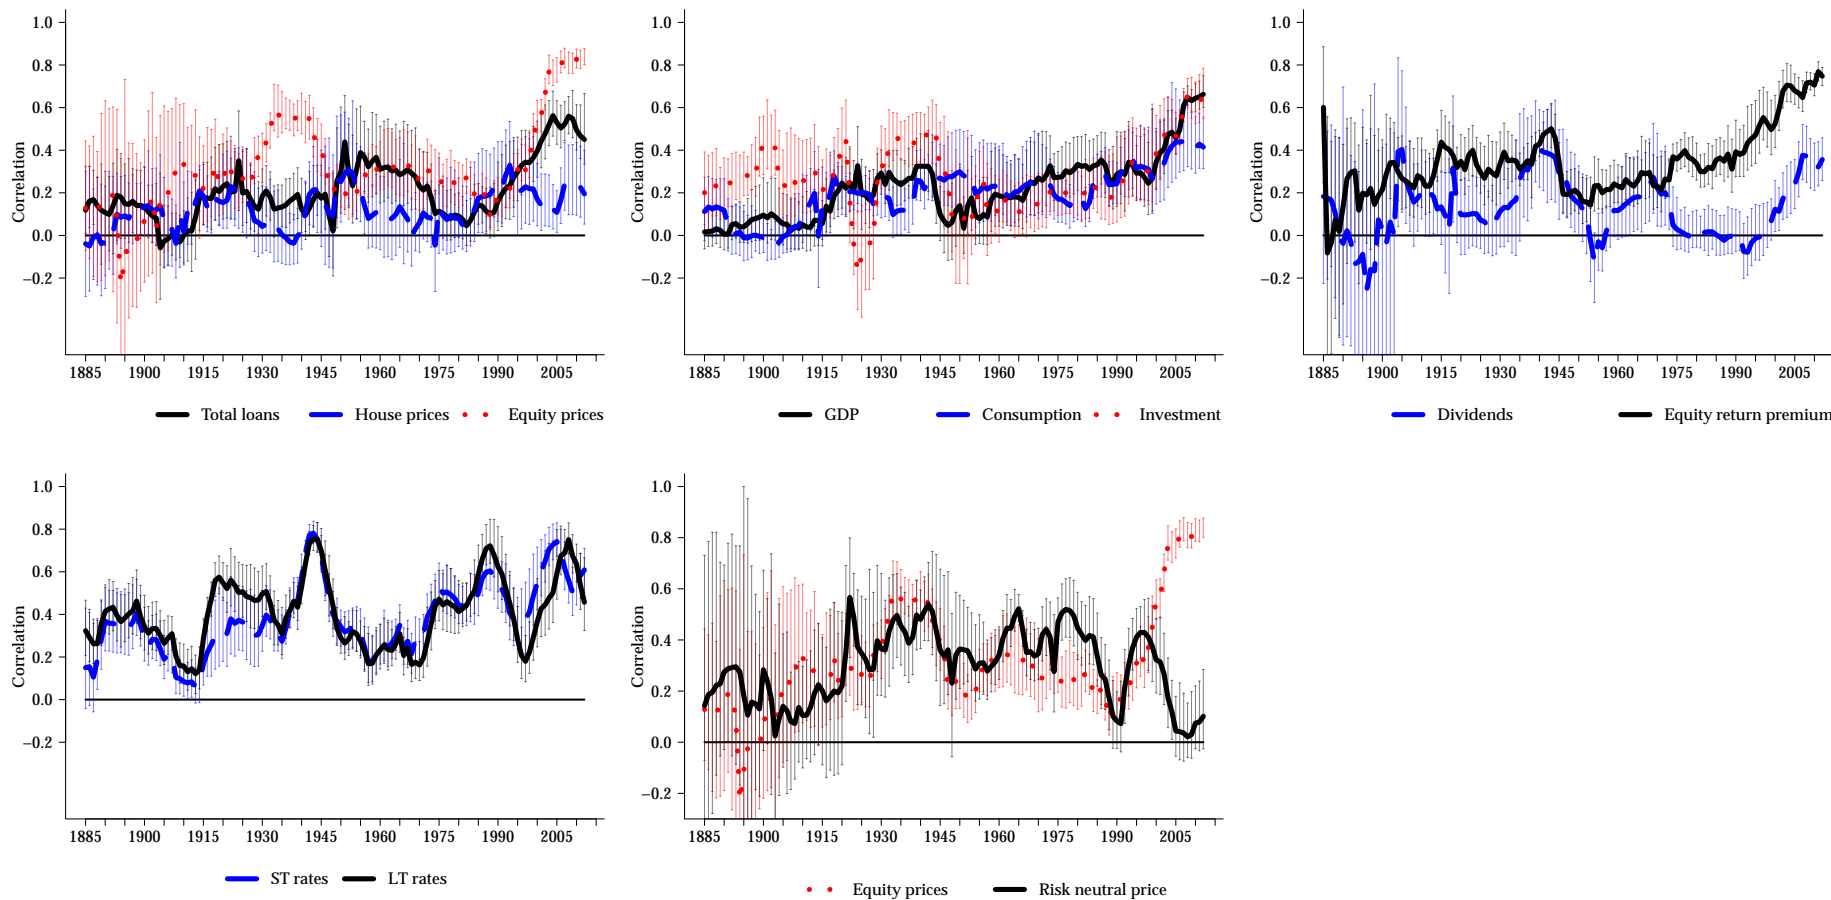 1.0
0.8
0.6
0.4
0.2
0.0
−0.2
Correlation
1885 1900 1915 1930 1945 1960 1975 1990 2005
Total loans House prices Equity prices
1.0
0.8
0.6
0.4
0.2
0.0
−0.2
Correlation
1885 1900 1915 1930 1945 1960 1975 1990 2005
GDP Consumption Investment
1.0
0.8
0.6
0.4
0.2
0.0
−0.2
Correlation
1885 1900 1915 1930 1945 1960 1975 1990 2005
Dividends Equity return premium
1.0
0.8
0.6
0.4
0.2
0.0
−0.2
Correlation
1885 1900 1915 1930 1945 1960 1975 1990 2005
ST rates LT rates
1.0
0.8
0.6
0.4
0.2
0.0
−0.2
Correlation
1885 1900 1915 1930 1945 1960 1975 1990 2005
Equity prices Risk neutral price